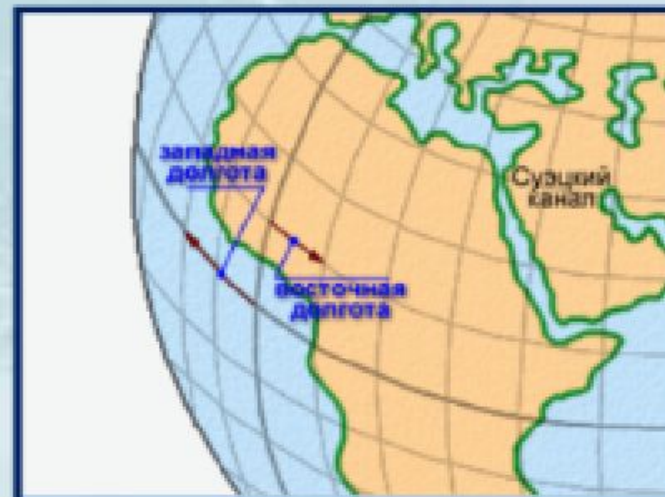 западная
долгота
Суэцкий
канал
восточная
долгота